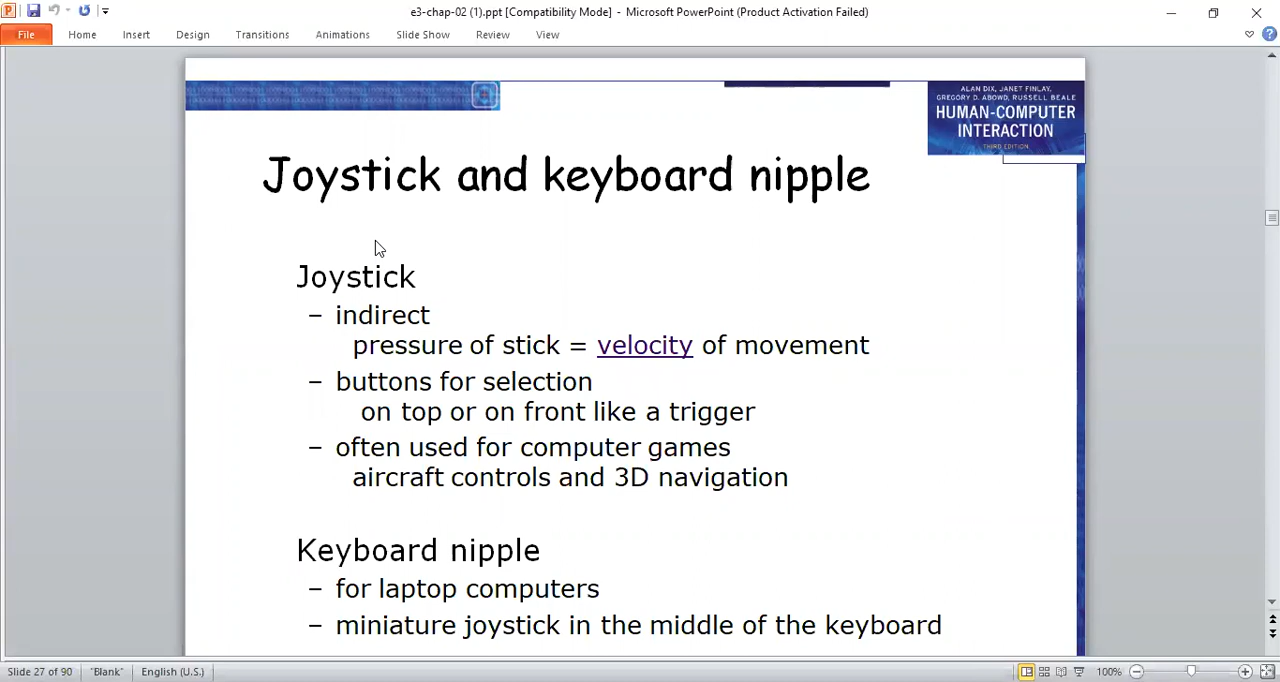 e3-chap-02 (1).ppt [Compatibility Mode] - Microsoft PowerPoint (Product Activation Failed)
File Home Insert Design Transitions Animations Slide Show Review View
ALAN DIX, JANET FINLAY,
GREGORY D. ABOWD, RUSSELL BEALE
HUMAN-COMPUTER
INTERACTION
THIRD EDITION
Joystick and keyboard nipple
Joystick
– indirect
pressure of stick = velocity of movement
– buttons for selection
on top or on front like a trigger
– often used for computer games
aircraft controls and 3D navigation
Keyboard nipple
– for laptop computers
– miniature joystick in the middle of the keyboard
Slide 27 of 90 "Blank" English (U.S.) 100%